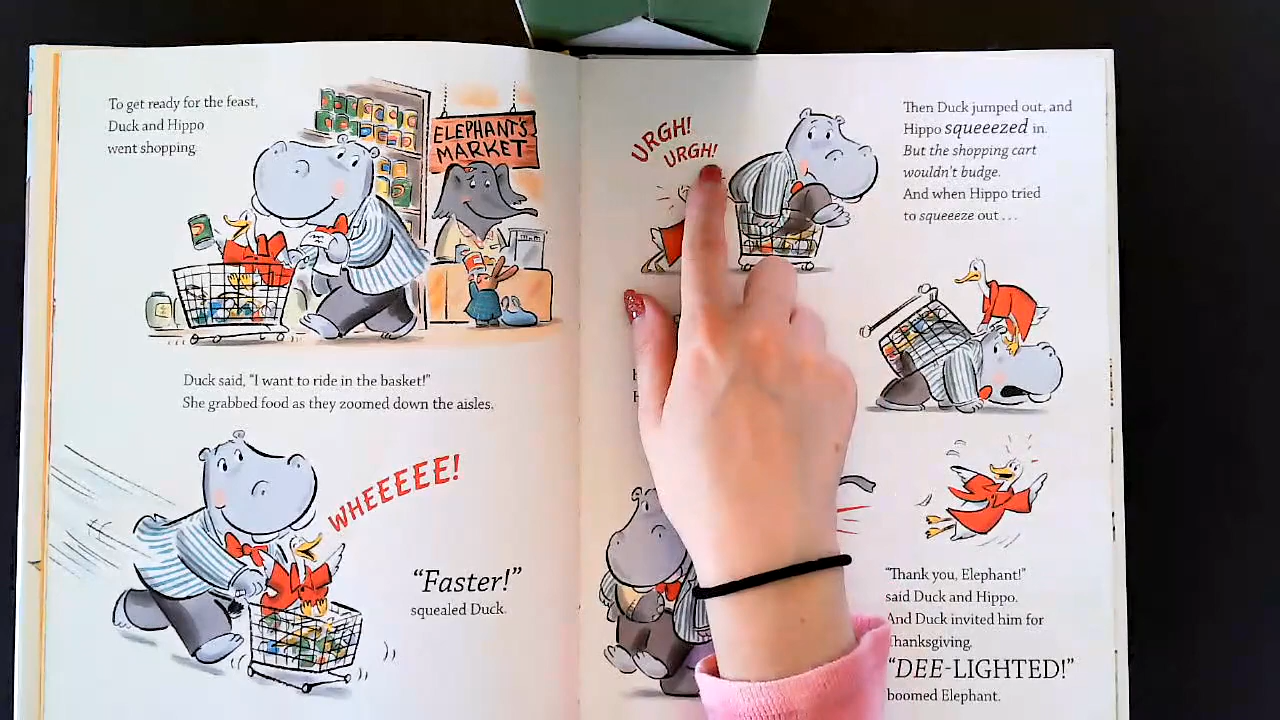 To get ready for the feast,
Duck and Hippo
went shopping.
ELEPHANT'S
MARKET
Duck said, "I want to ride in the basket!"
She grabbed food as they zoomed down the aisles.
WHEEEEE!
"Faster!"
squealed Duck.
URGH!
URGH!
Then Duck jumped out, and
Hippo squeeezed in.
But the shopping cart
wouldn't budge.
And when Hippo tried
to squeeeze out . . .
"Thank you, Elephant!"
said Duck and Hippo.
And Duck invited him for
Thanksgiving.
"DEE-LIGHTED!"
boomed Elephant.